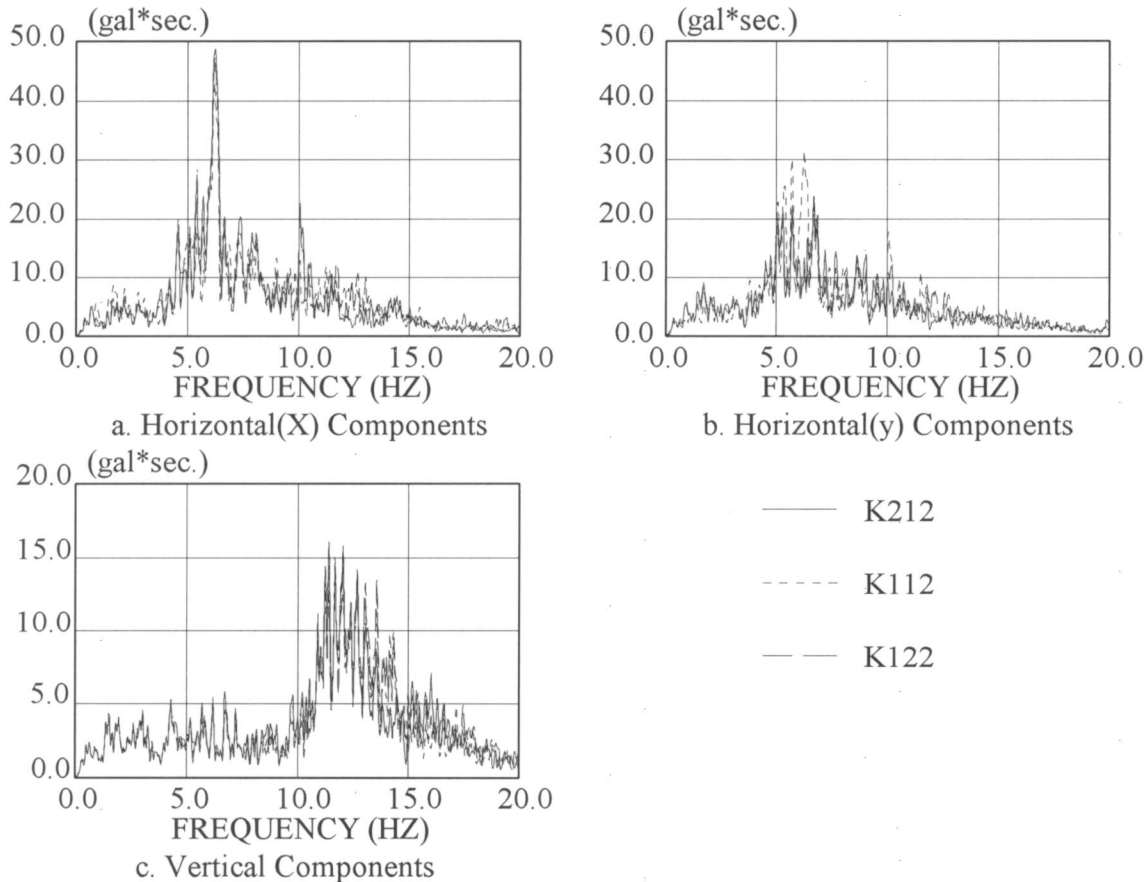 (gal*sec.)
50.0
40.0
30.0
20.0
10.0
0.0
0.0 5.0 10.0 15.0 20.0
FREQUENCY (HZ)
a. Horizontal(X) Components
(gal*sec.)
50.0
40.0
30.0
20.0
10.0
0.0
0.0 5.0 10.0 15.0 20.0
FREQUENCY (HZ)
b. Horizontal(y) Components
(gal*sec.)
20.0
15.0
10.0
5.0
0.0
0.0 5.0 10.0 15.0 20.0
FREQUENCY (HZ)
c. Vertical Components
K212
K112
K122